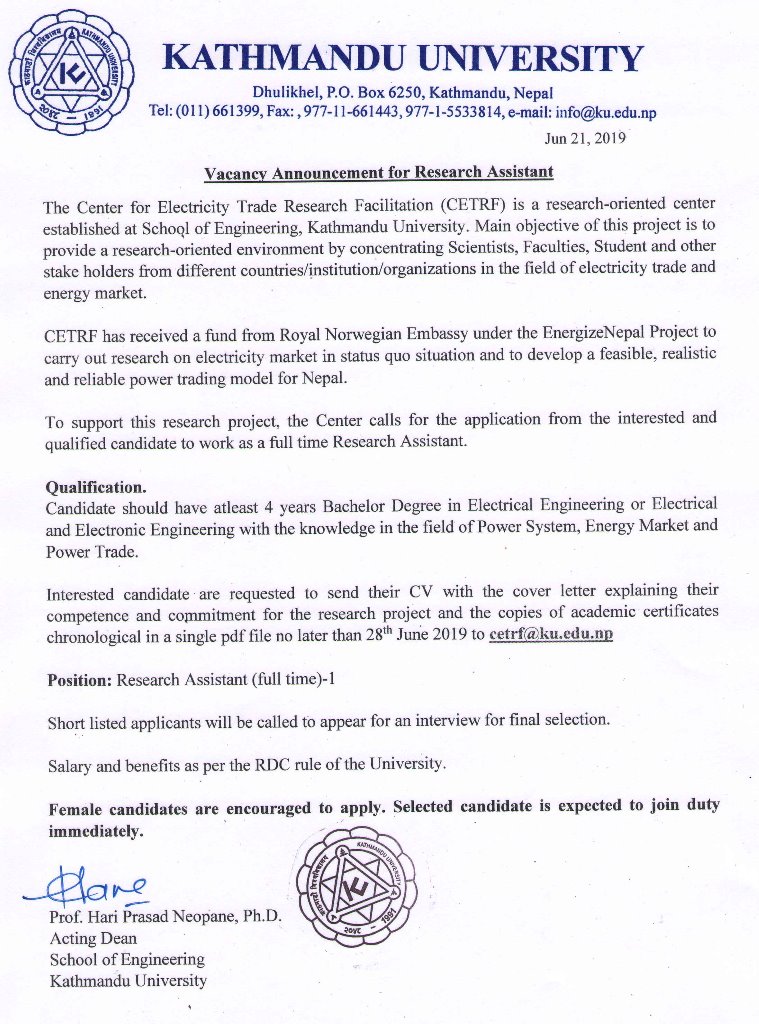 KATHMANDU UNIVERSITY
Dhulikhel, P.O. Box 6250, Kathmandu, Nepal
Tel: (011) 661399, Fax: , 977-11-661443, 977-1-5533814, e-mail: info@ku.edu.np
Jun 21, 2019
Vacancy Announcement for Research Assistant
The Center for Electricity Trade Research Facilitation (CETRF) is a research-oriented center
established at School of Engineering, Kathmandu University. Main objective of this project is to
provide a research-oriented environment by concentrating Scientists, Faculties, Student and other
stake holders from different countries/institution/organizations in the field of electricity trade and
energy market.
CETRF has received a fund from Royal Norwegian Embassy under the EnergizeNepal Project to
carry out research on electricity market in status quo situation and to develop a feasible, realistic
and reliable power trading model for Nepal.
To support this research project, the Center calls for the application from the interested and
qualified candidate to work as a full time Research Assistant.
Qualification.
Candidate should have atleast 4 years Bachelor Degree in Electrical Engineering or Electrical
and Electronic Engineering with the knowledge in the field of Power System, Energy Market and
Power Trade.
Interested candidate are requested to send their CV with the cover letter explaining their
competence and commitment for the research project and the copies of academic certificates
chronological in a single pdf file no later than 28th June 2019 to cetrf@ku.edu.np
Position: Research Assistant (full time)-1
Short listed applicants will be called to appear for an interview for final selection.
Salary and benefits as per the RDC rule of the University.
Female candidates are encouraged to apply. Selected candidate is expected to join duty
immediately.
KATHMANDU UNIVERSITY
२०४८ – 1991
Prof. Hari Prasad Neopane, Ph.D.
Acting Dean
School of Engineering
Kathmandu University